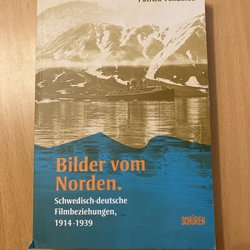 Bilder vom
Norden.
Schwedisch-deutsche
Filmbeziehungen,
1914-1939
SCHÜREN